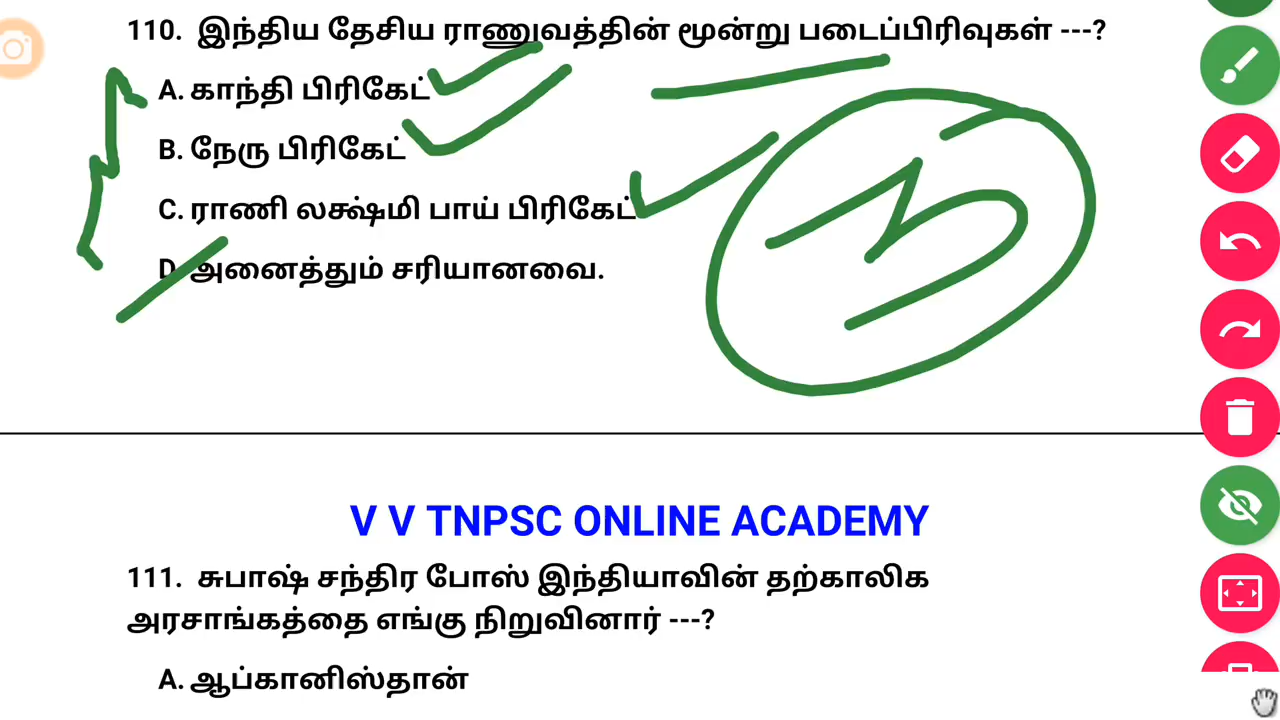 110. இந்திய தேசிய ராணுவத்தின் மூன்று படைப்பிரிவுகள் ---?
A. காந்தி பிரிகேட்
B. நேரு பிரிகேட்
C. ராணி லக்ஷ்மி பாய் பிரிகேட்
D. அனைத்தும் சரியானவை.
3
V V TNPSC ONLINE ACADEMY
111. சுபாஷ் சந்திர போஸ் இந்தியாவின் தற்காலிக
அரசாங்கத்தை எங்கு நிறுவினார் ---?
A. ஆப்கானிஸ்தான்